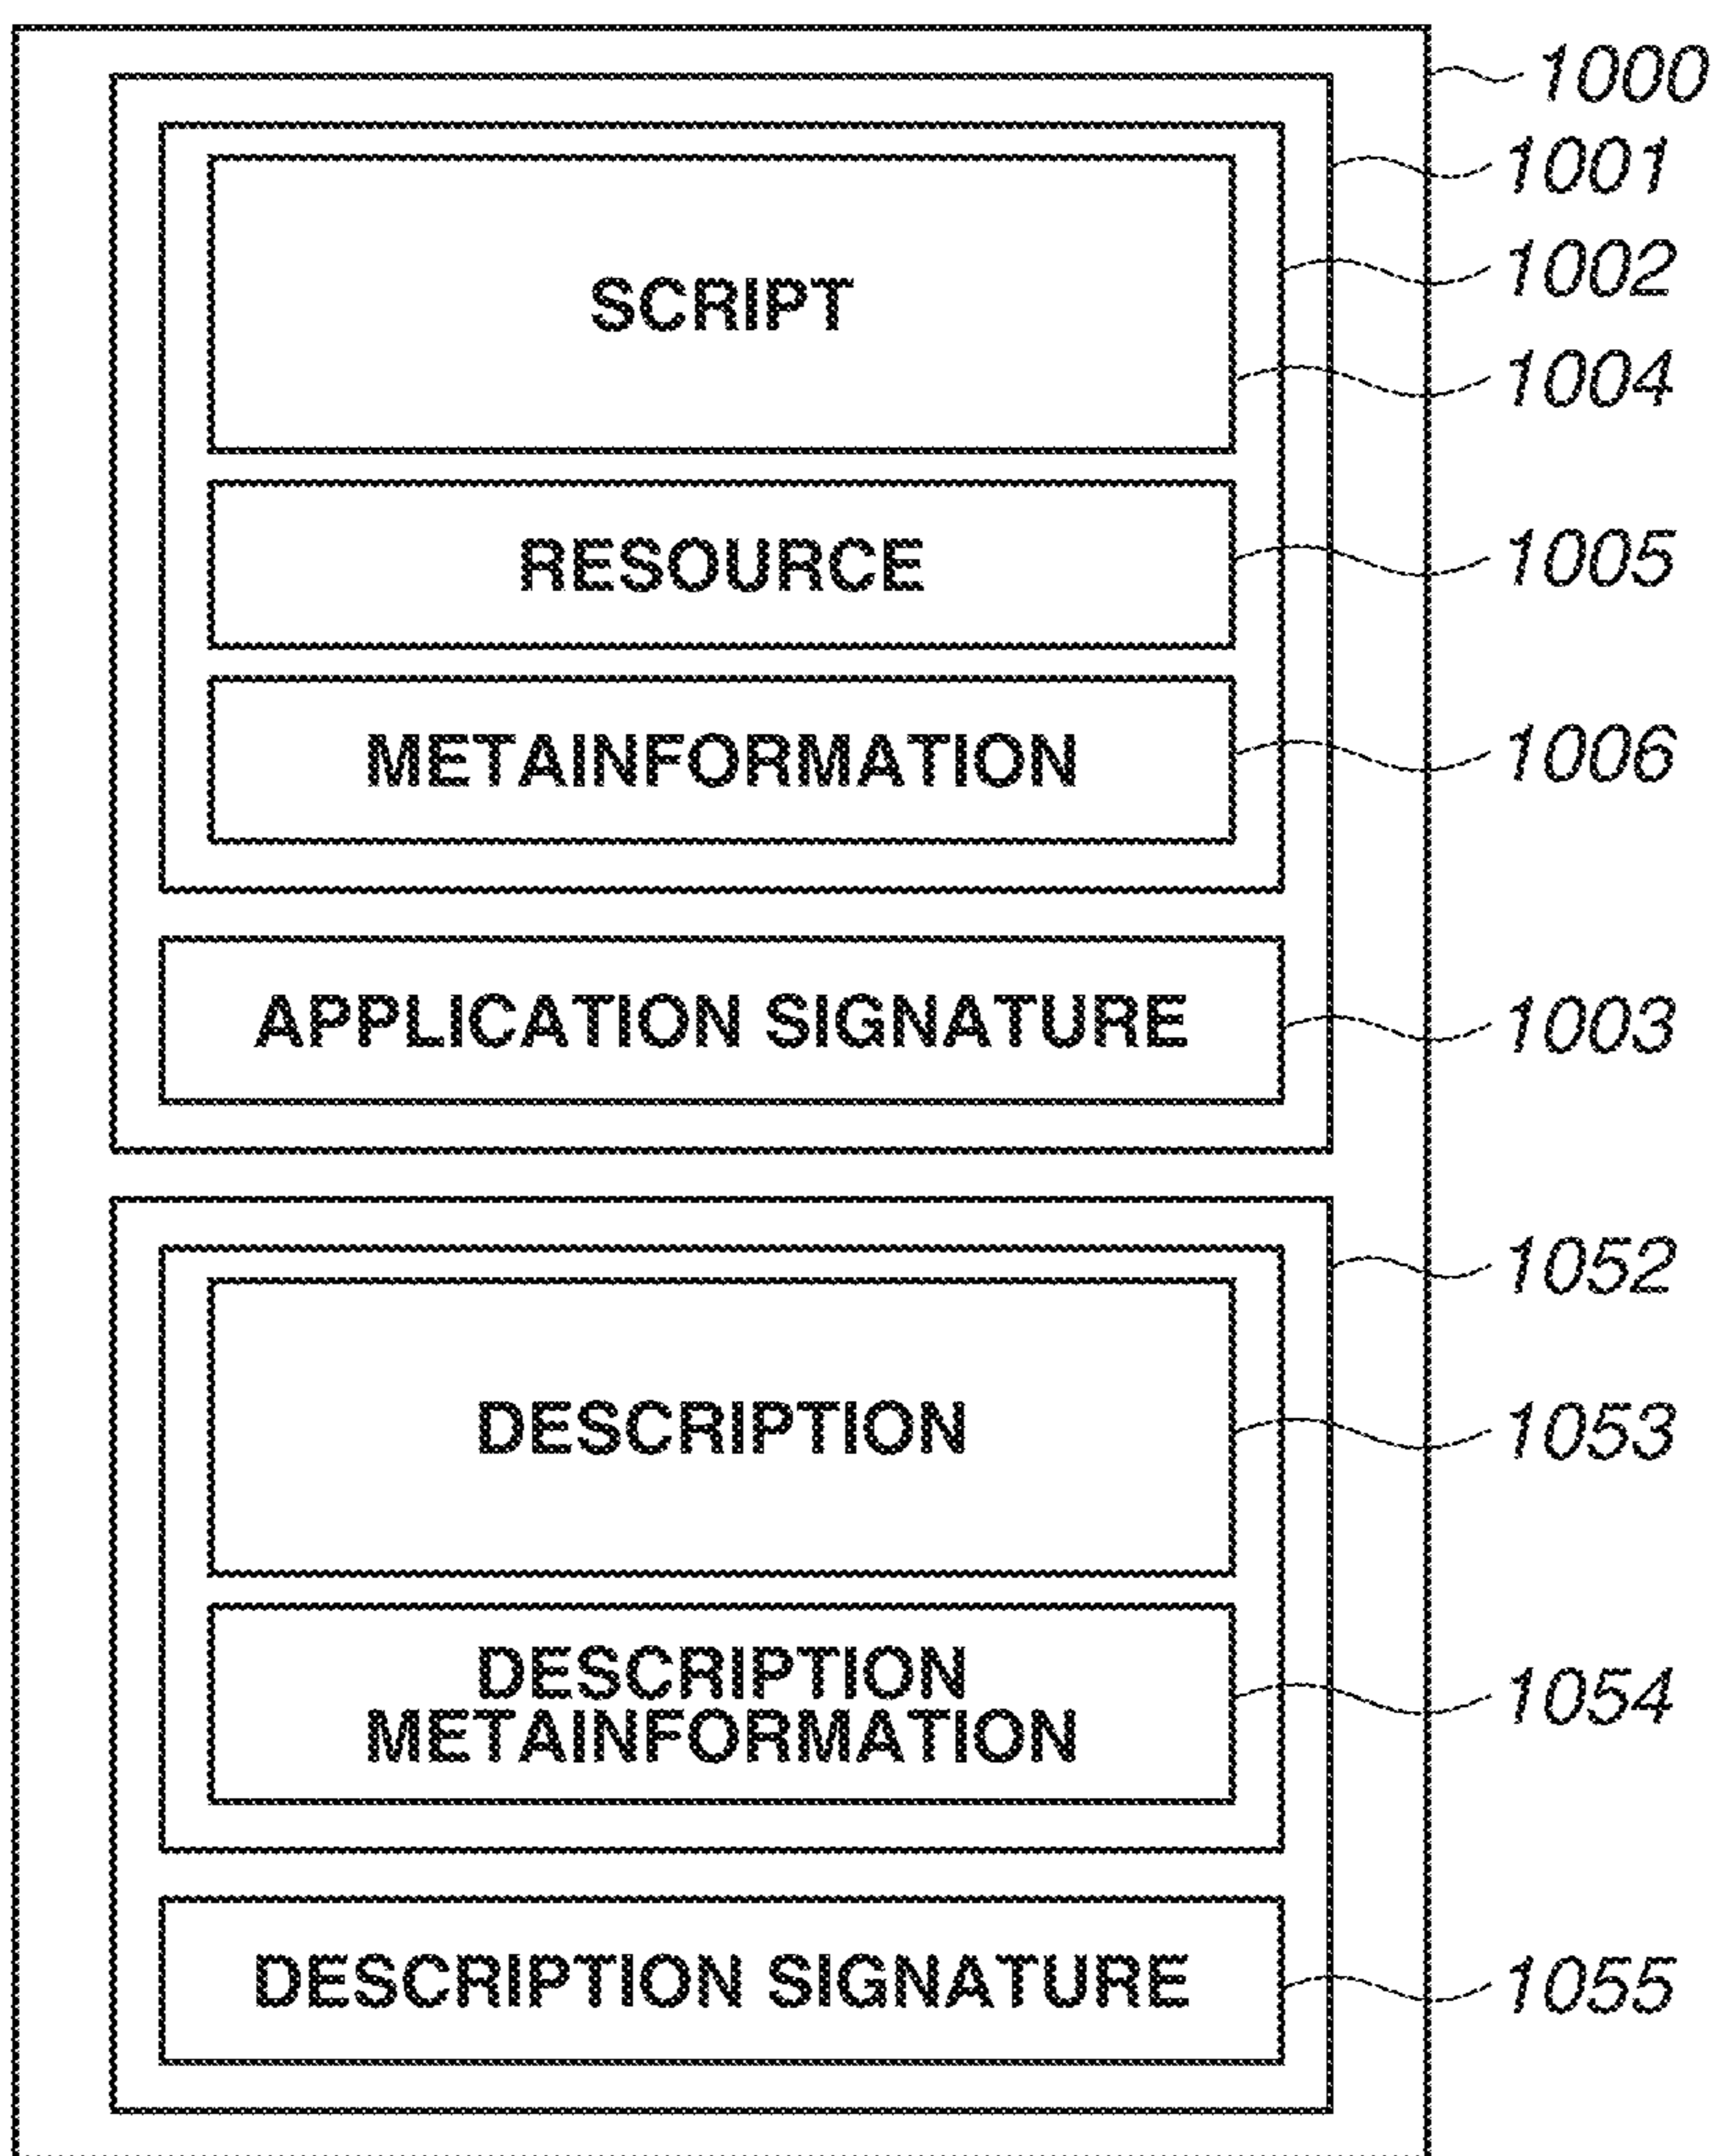 1000
1001
1002
SCRIPT
1004
RESOURCE 1005
METAINFORMATION 1006
APPLICATION SIGNATURE 1003
1052
DESCRIPTION 1053
DESCRIPTION
METAINFORMATION 1054
DESCRIPTION SIGNATURE 1055